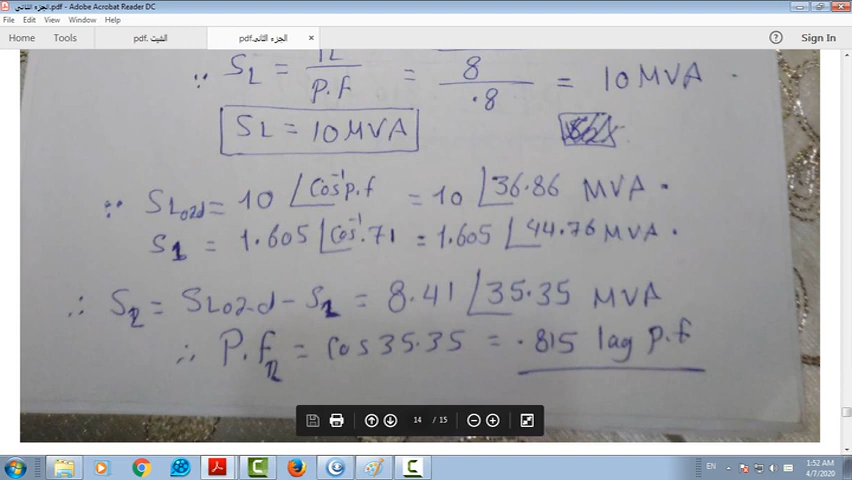 الجزء الثاني.pdf - Adobe Acrobat Reader DC
File Edit View Window Help
Home Tools الشيت.pdf الجزء الثاني.pdf × ? Sign In
∵ SL = / P.f = 8 / .8 = 10 MVA .
SL = 10 MVA
∵ SLoad = 10 ∠Cos⁻¹p.f = 10 ∠36.86 MVA .
S1 = 1.605 ∠Cos⁻¹.71 = 1.605 ∠44.76 MVA .
∴ S2 = SLoad - S1 = 8.41 ∠35.35 MVA
∴ P.f2 = Cos 35.35 = .815 lag p.f
14 / 15
EN 1:52 AM
4/7/2020